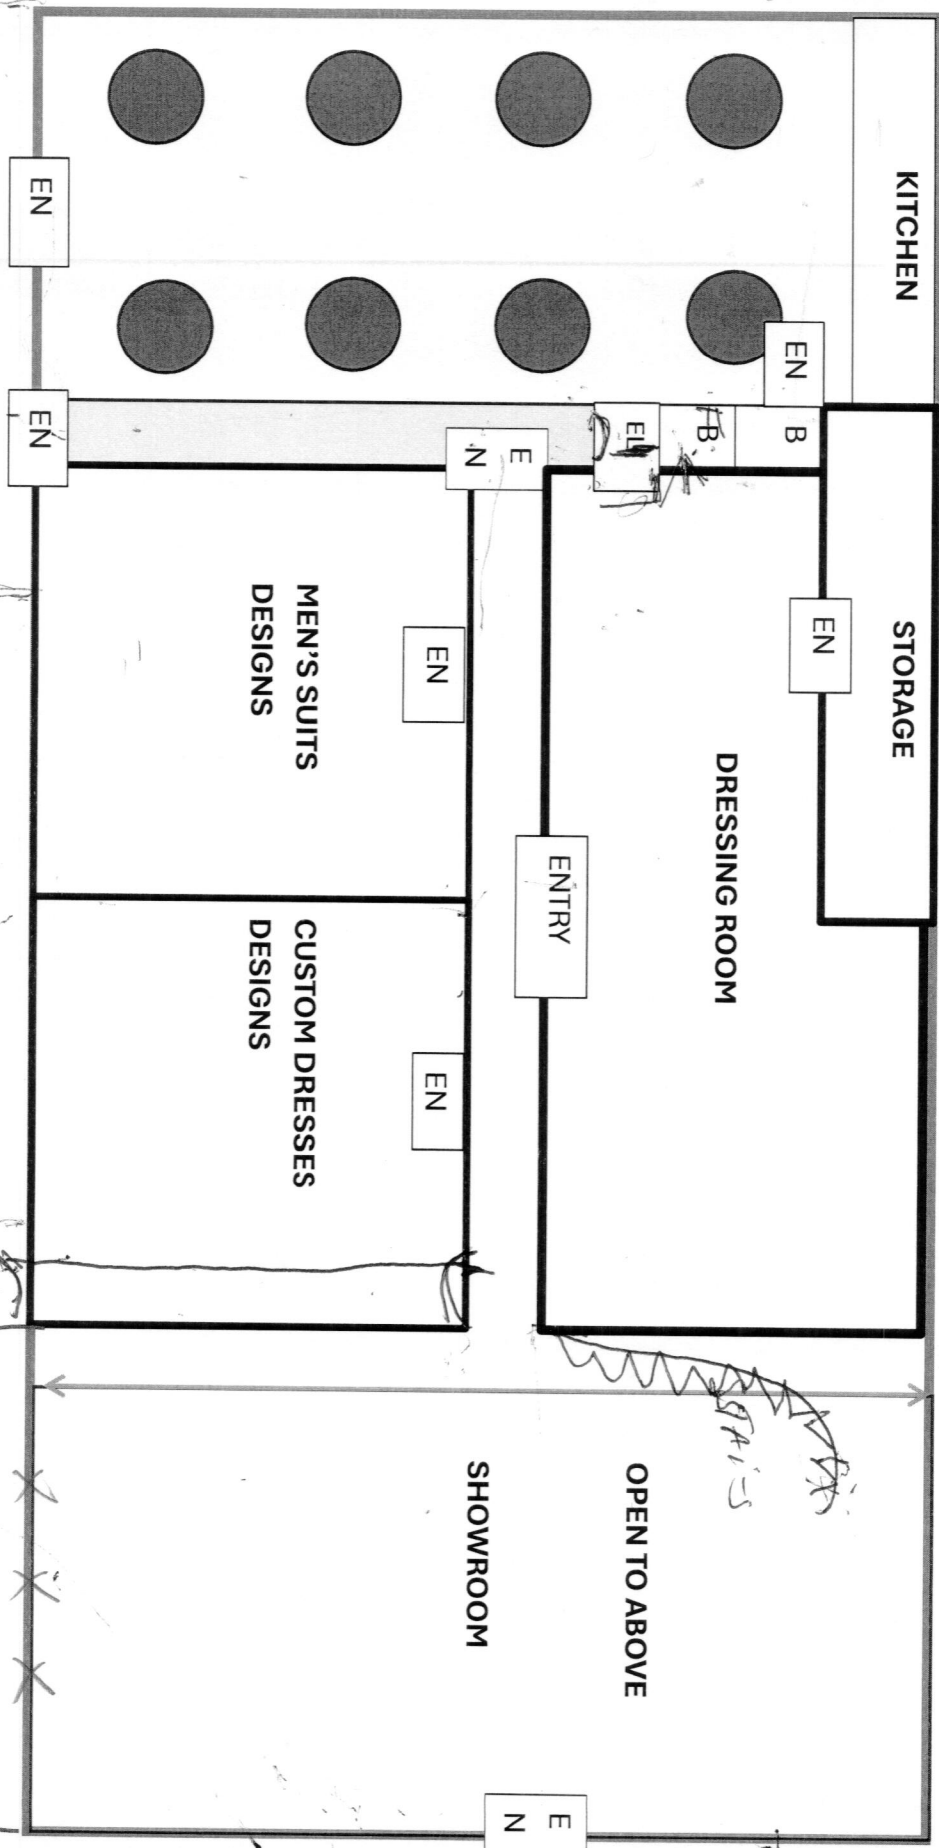 KITCHEN
EN
EN
EN
B
B
EL
E
N
STORAGE
EN
MEN'S SUITS
DESIGNS
EN
DRESSING ROOM
ENTRY
CUSTOM DRESSES
DESIGNS
EN
OPEN TO ABOVE
SHOWROOM
E
N